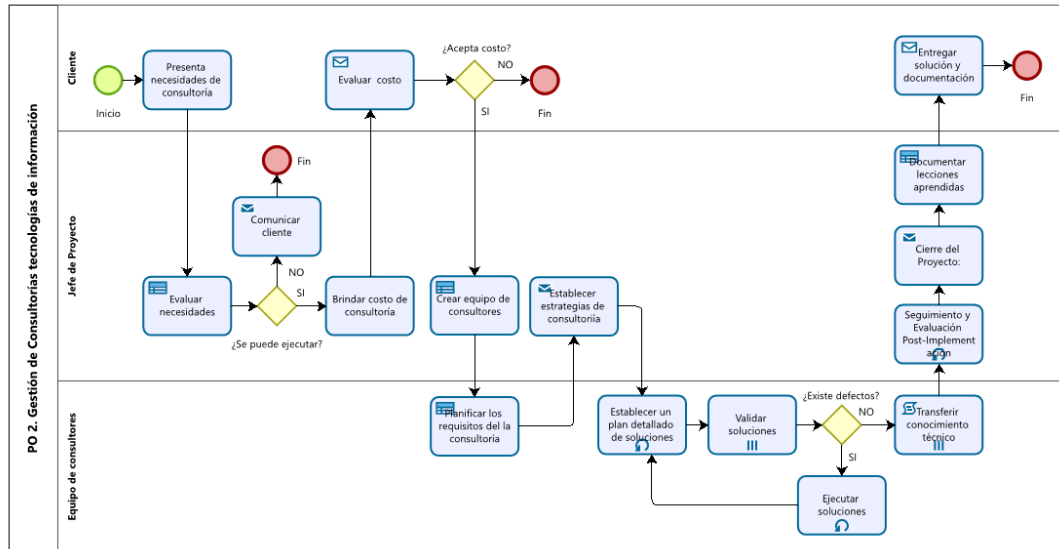 PO 2. Gestión de Consultorías tecnologías de información
Cliente
Inicio
Presenta
necesidades de
consultoría
Evaluar costo
¿Acepta costo?
NO
SI
Fin
Entregar
solución y
documentación
Fin
Jefe de Proyecto
Fin
Comunicar
cliente
NO
Evaluar
necesidades
SI
¿Se puede ejecutar?
Brindar costo de
consultoría
Crear equipo de
consultores
Establecer
estrategias de
consultoriía
Documentar
lecciones
aprendidas
Cierre del
Proyecto:
Seguimiento y
Evaluación
Post-Implement
ación
Equipo de consultores
Planificar los
requisitos del la
consultoría
Establecer un
plan detallado
de soluciones
Validar
soluciones
¿Existe defectos?
NO
SI
Transferir
conocimiento
técnico
Ejecutar
soluciones